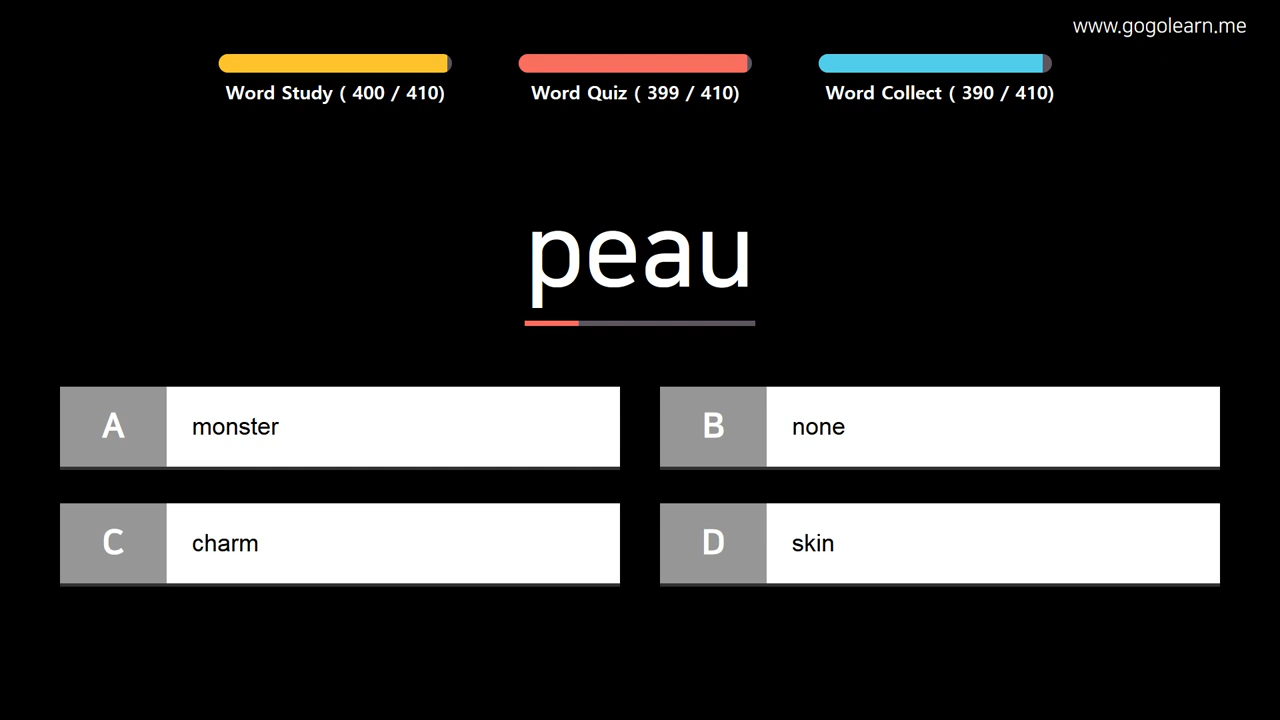 www.gogolearn.me
Word Study ( 400 / 410)
Word Quiz ( 399 / 410)
Word Collect ( 390 / 410)
peau
A monster
B none
C charm
D skin